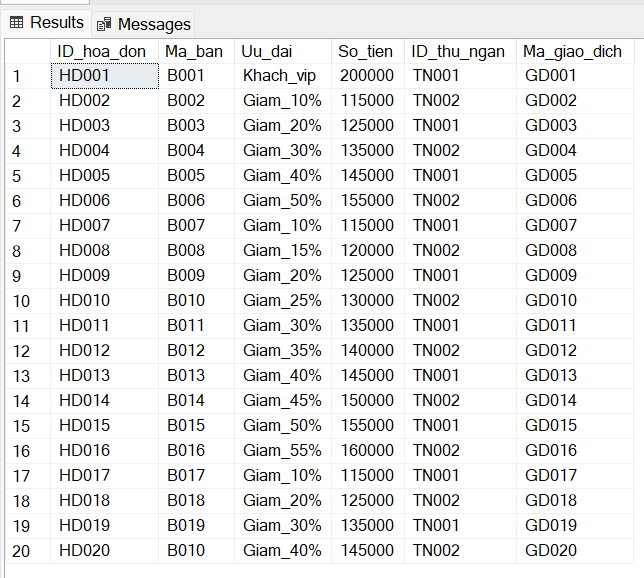 Results Messages
ID_hoa_don Ma_ban Uu_dai So_tien ID_thu_ngan Ma_giao_dich
1 HD001 B001 Khach_vip 200000 TN001 GD001
2 HD002 B002 Giam_10% 115000 TN002 GD002
3 HD003 B003 Giam_20% 125000 TN001 GD003
4 HD004 B004 Giam_30% 135000 TN002 GD004
5 HD005 B005 Giam_40% 145000 TN001 GD005
6 HD006 B006 Giam_50% 155000 TN002 GD006
7 HD007 B007 Giam_10% 115000 TN001 GD007
8 HD008 B008 Giam_15% 120000 TN002 GD008
9 HD009 B009 Giam_20% 125000 TN001 GD009
10 HD010 B010 Giam_25% 130000 TN002 GD010
11 HD011 B011 Giam_30% 135000 TN001 GD011
12 HD012 B012 Giam_35% 140000 TN002 GD012
13 HD013 B013 Giam_40% 145000 TN001 GD013
14 HD014 B014 Giam_45% 150000 TN002 GD014
15 HD015 B015 Giam_50% 155000 TN001 GD015
16 HD016 B016 Giam_55% 160000 TN002 GD016
17 HD017 B017 Giam_10% 115000 TN001 GD017
18 HD018 B018 Giam_20% 125000 TN002 GD018
19 HD019 B019 Giam_30% 135000 TN001 GD019
20 HD020 B010 Giam_40% 145000 TN002 GD020